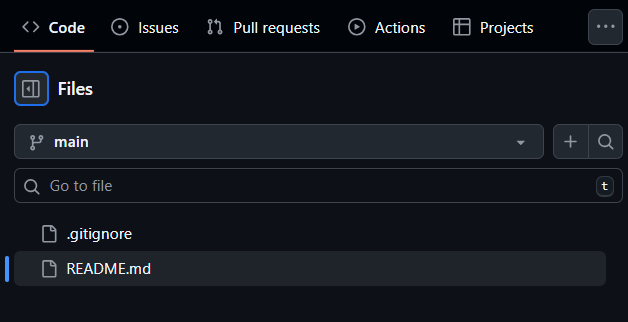 Code Issues Pull requests Actions Projects
Files
main
Go to file t
.gitignore
README.md